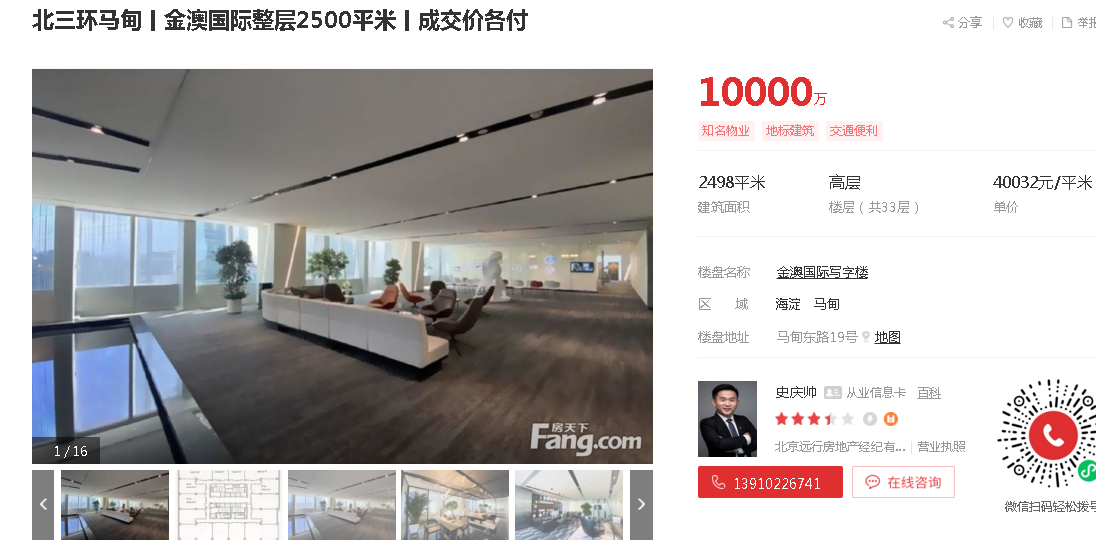 北三环马甸丨金澳国际整层2500平米丨成交价各付
分享 收藏 举报
10000万
知名物业 地标建筑 交通便利
2498平米 高层 40032元/平米
建筑面积 楼层（共33层） 单价
楼盘名称 金澳国际写字楼
区 域 海淀 马甸
楼盘地址 马甸东路19号 地图
史庆帅 从业信息卡 百科
北京远行房地产经纪有... 营业执照
13910226741 在线咨询
微信扫码轻松拨号
房天下
Fang.com
1 / 16